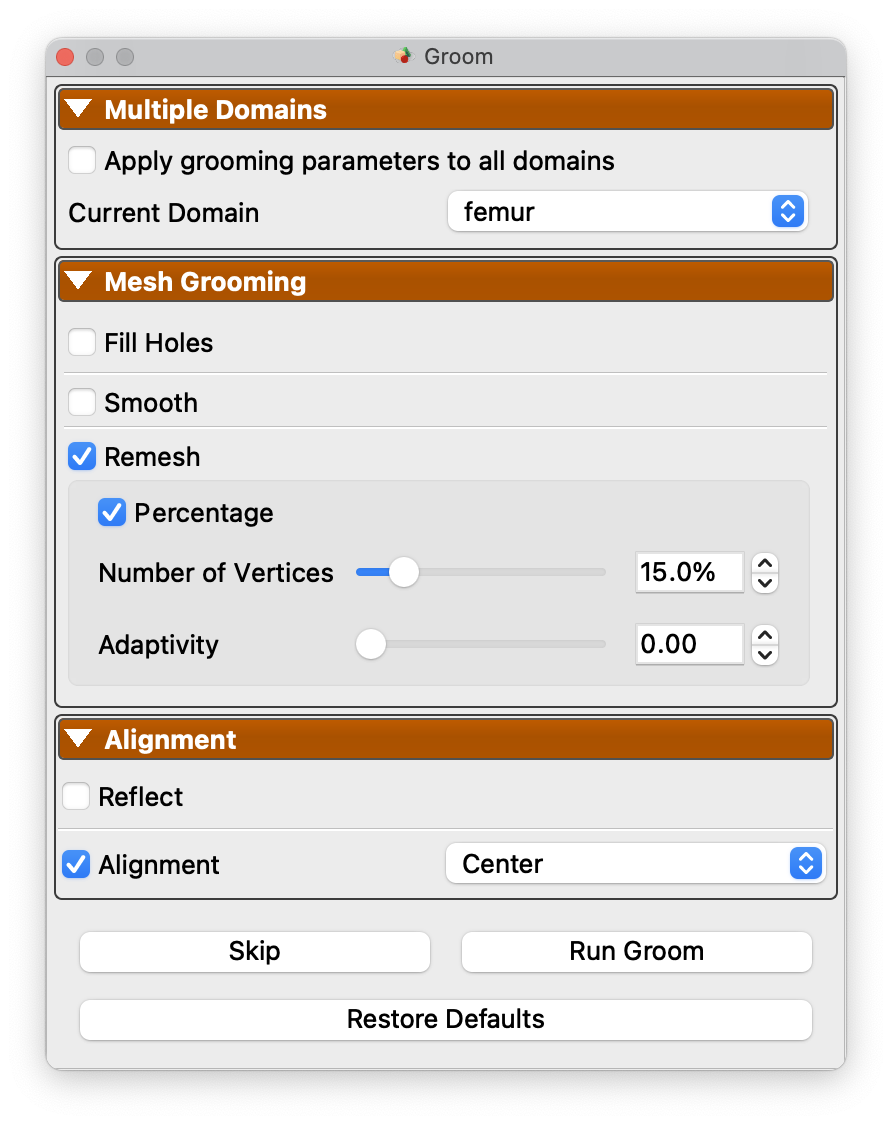 Groom
Multiple Domains
Apply grooming parameters to all domains
Current Domain femur
Mesh Grooming
Fill Holes
Smooth
Remesh
Percentage
Number of Vertices 15.0%
Adaptivity 0.00
Alignment
Reflect
Alignment Center
Skip Run Groom
Restore Defaults